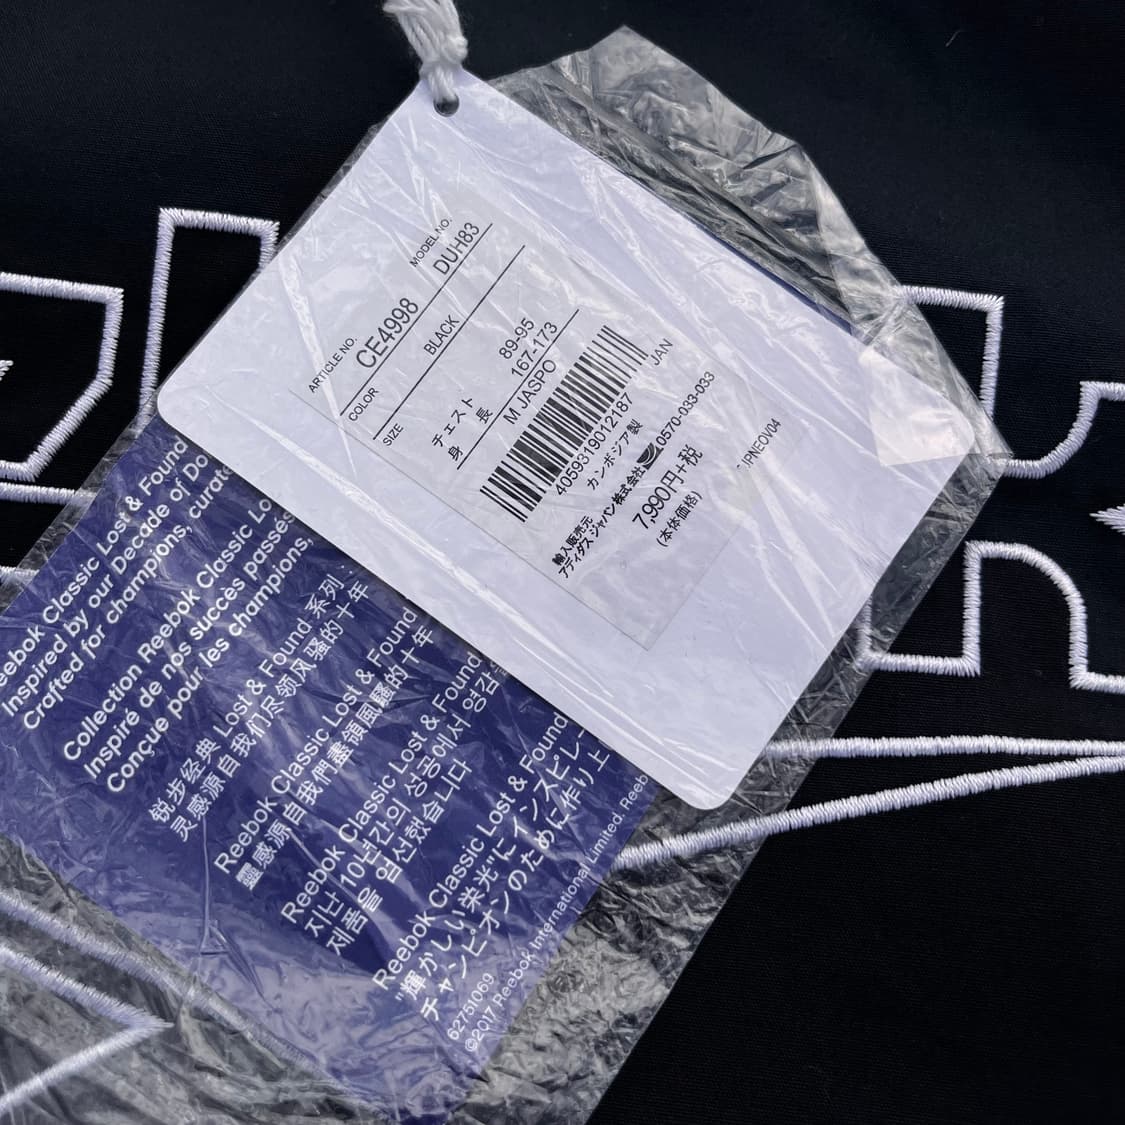 MODEL NO.
DUH83
ARTICLE NO.
CE4998
COLOR
BLACK
SIZE
チェスト 89-95
身 長 167-173
M JASPO
4059319012187
JAN
カンボジア製
輸入販売元
アディダス ジャパン株式会社 0570-033-033
7,990円+税
(本体価格)
JPNEOV04
Reebok Classic Lost & Found
Inspired by our Decade of
Crafted for champions,
Collection Reebok Classic
Inspiré de nos succès passés
Conçue pour les champions,
锐步经典 Lost & Found 系列
灵感源自我们尽领风骚的十年
Reebok Classic Lost & Found
靈感源自我們盡領風騷的十年
Reebok Classic Lost & Found
지난 10년간의 성공에서 영감
제품을 엄선했습니다
Reebok Classic Lost & Found
"輝かしい栄光"にインスピレー
チャンピオンのために作り上
62751069
©2017 Reebok International Limited.